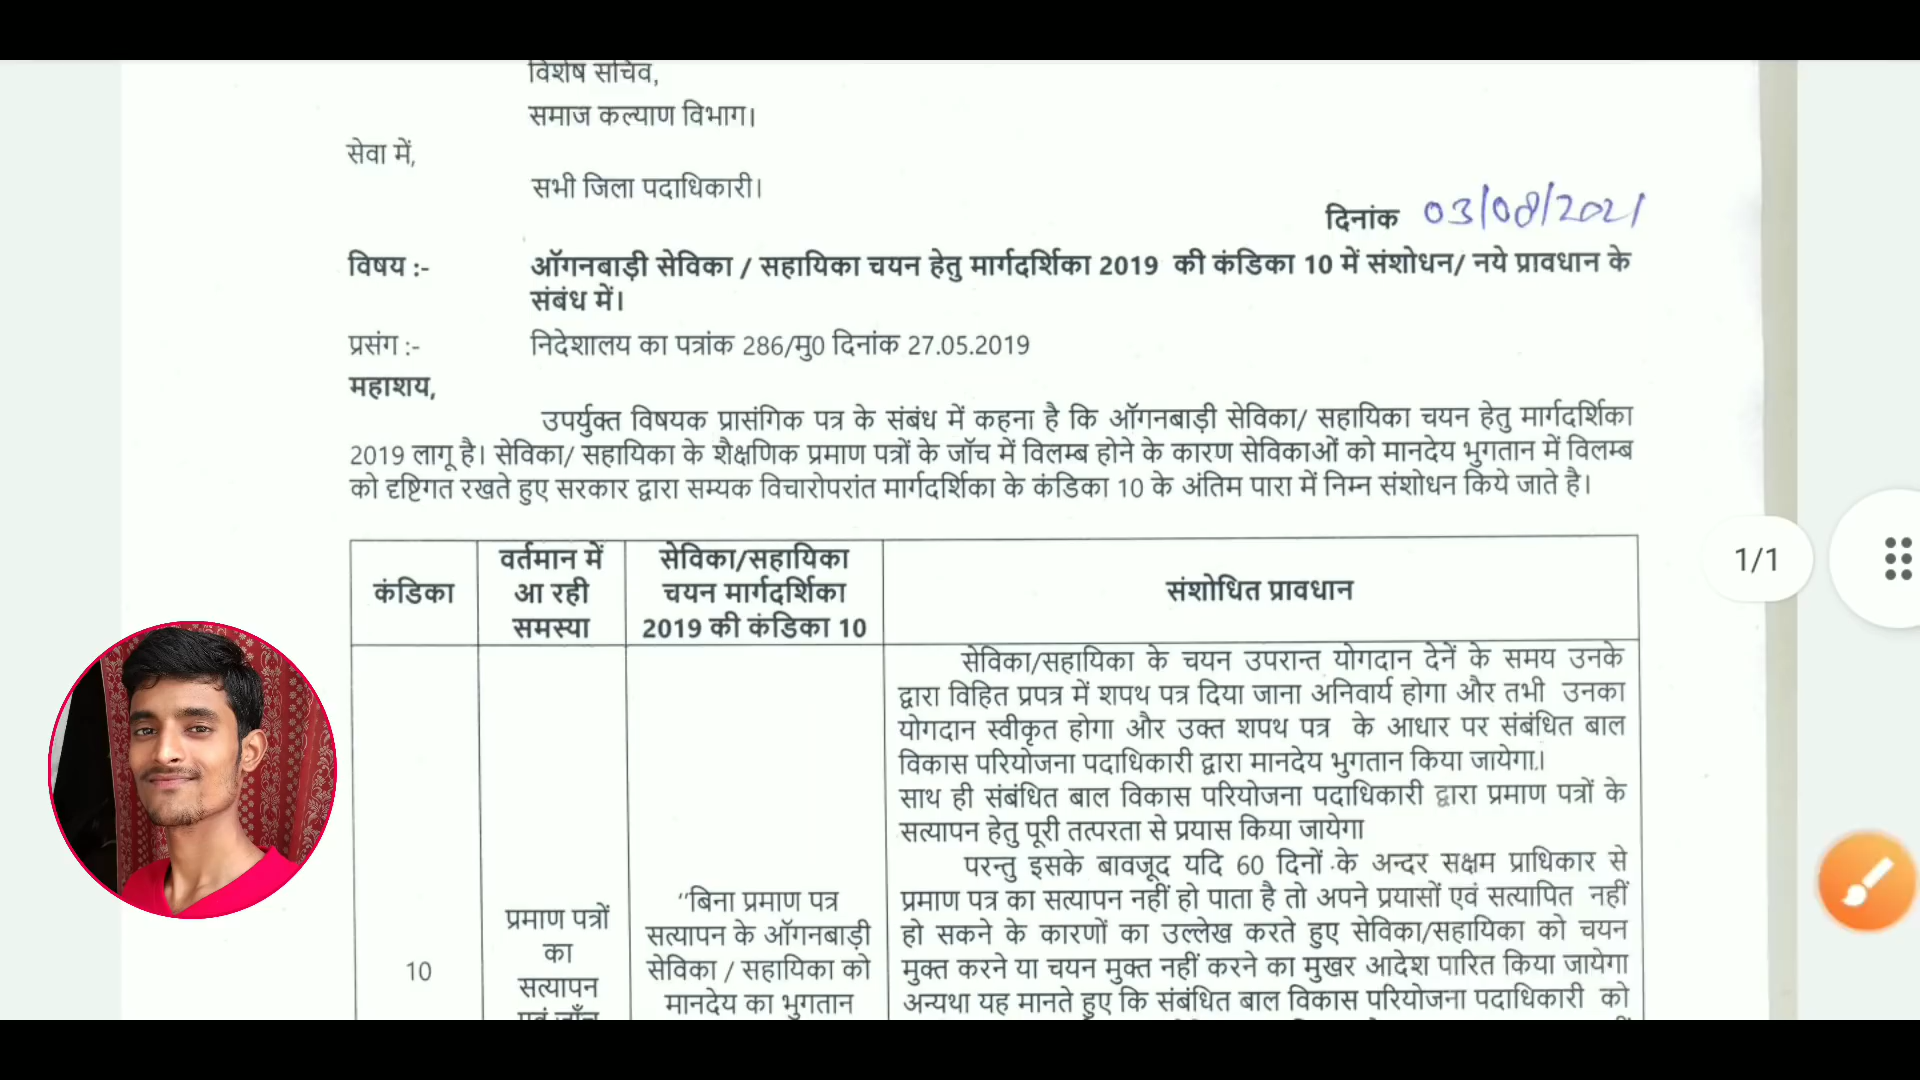 विशेष सचिव,
समाज कल्याण विभाग।
सेवा में,
सभी जिला पदाधिकारी।
दिनांक 03/08/2021
विषय :- ऑगनबाड़ी सेविका / सहायिका चयन हेतु मार्गदर्शिका 2019 की कंडिका 10 में संशोधन/ नये प्रावधान के
संबंध में।
प्रसंग :- निदेशालय का पत्रांक 286/मु0 दिनांक 27.05.2019
महाशय,
उपर्युक्त विषयक प्रासंगिक पत्र के संबंध में कहना है कि ऑगनबाड़ी सेविका/ सहायिका चयन हेतु मार्गदर्शिका
2019 लागू है। सेविका/ सहायिका के शैक्षणिक प्रमाण पत्रों के जॉच में विलम्ब होने के कारण सेविकाओं को मानदेय भुगतान में विलम्ब
को दृष्टिगत रखते हुए सरकार द्वारा सम्यक विचारोपरांत मार्गदर्शिका के कंडिका 10 के अंतिम पारा में निम्न संशोधन किये जाते है।
कंडिका
वर्तमान में
आ रही
समस्या
सेविका/सहायिका
चयन मार्गदर्शिका
2019 की कंडिका 10
संशोधित प्रावधान
10
प्रमाण पत्रों
का
सत्यापन
एवं जाँच
"बिना प्रमाण पत्र
सत्यापन के ऑगनबाड़ी
सेविका / सहायिका को
मानदेय का भुगतान
सेविका/सहायिका के चयन उपरान्त योगदान देनें के समय उनके
द्वारा विहित प्रपत्र में शपथ पत्र दिया जाना अनिवार्य होगा और तभी उनका
योगदान स्वीकृत होगा और उक्त शपथ पत्र के आधार पर संबंधित बाल
विकास परियोजना पदाधिकारी द्वारा मानदेय भुगतान किया जायेगा।
साथ ही संबंधित बाल विकास परियोजना पदाधिकारी द्वारा प्रमाण पत्रों के
सत्यापन हेतु पूरी तत्परता से प्रयास किया जायेगा
परन्तु इसके बावजूद यदि 60 दिनों के अन्दर सक्षम प्राधिकार से
प्रमाण पत्र का सत्यापन नहीं हो पाता है तो अपने प्रयासों एवं सत्यापित नहीं
हो सकने के कारणों का उल्लेख करते हुए सेविका/सहायिका को चयन
मुक्त करने या चयन मुक्त नहीं करने का मुखर आदेश पारित किया जायेगा
अन्यथा यह मानते हुए कि संबंधित बाल विकास परियोजना पदाधिकारी को
1/1